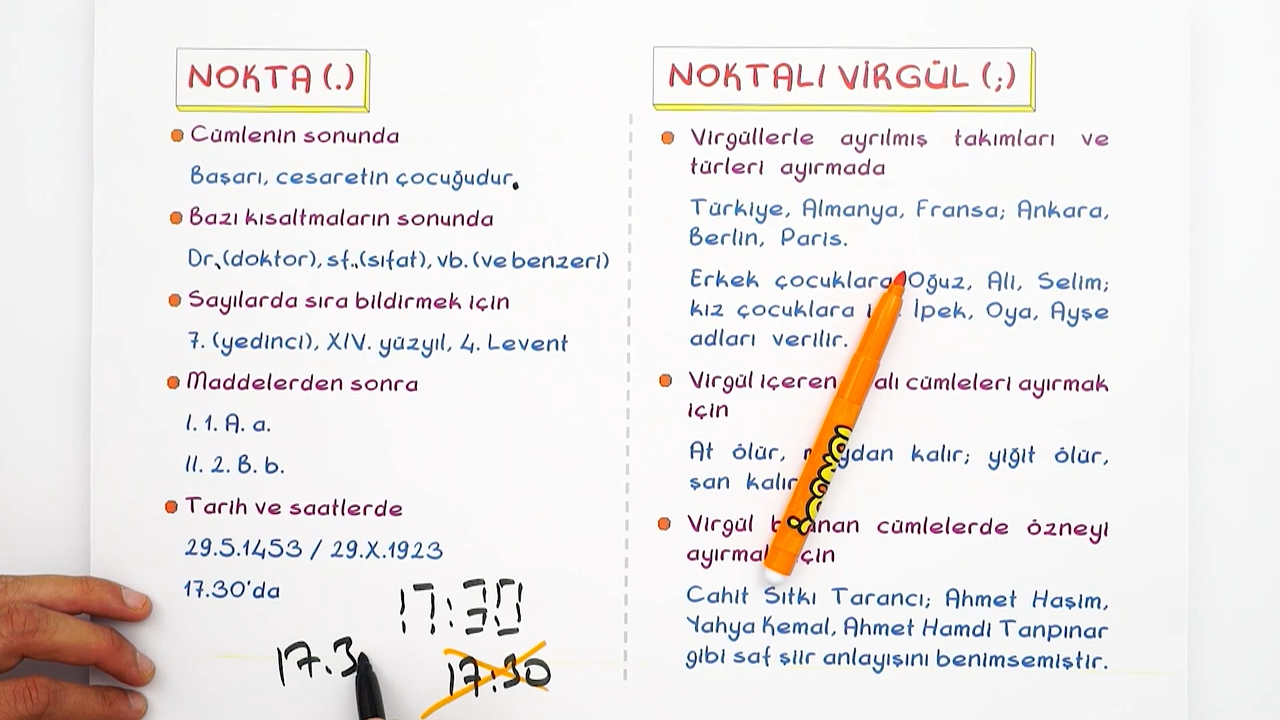 NOKTA (.)
Cümlenin sonunda
Başarı, cesaretin çocuğudur.
Bazı kısaltmaların sonunda
Dr. (doktor), sf. (sıfat), vb. (ve benzeri)
Sayılarda sıra bildirmek için
7. (yedinci), XIV. yüzyıl, 4. Levent
Maddelerden sonra
I. 1. A. a.
II. 2. B. b.
Tarih ve saatlerde
29.5.1453 / 29.X.1923
17.30'da
17:30
17.3
17:30
NOKTALI VİRGÜL (;)
Virgüllerle ayrılmış takımları ve
türleri ayırmada
Türkiye, Almanya, Fransa; Ankara,
Berlin, Paris.
Erkek çocuklara Oğuz, Ali, Selim;
kız çocuklara İpek, Oya, Ayşe
adları verilir.
Virgül içeren cümleleri ayırmak
için
At ölür, kalır; yiğit ölür,
şan
Virgül cümlelerde özneyi
için
Cahit Sıtkı Tarancı; Ahmet Haşim,
Yahya Kemal, Ahmet Hamdi Tanpınar
gibi saf şiir anlayışını benimsemiştir.